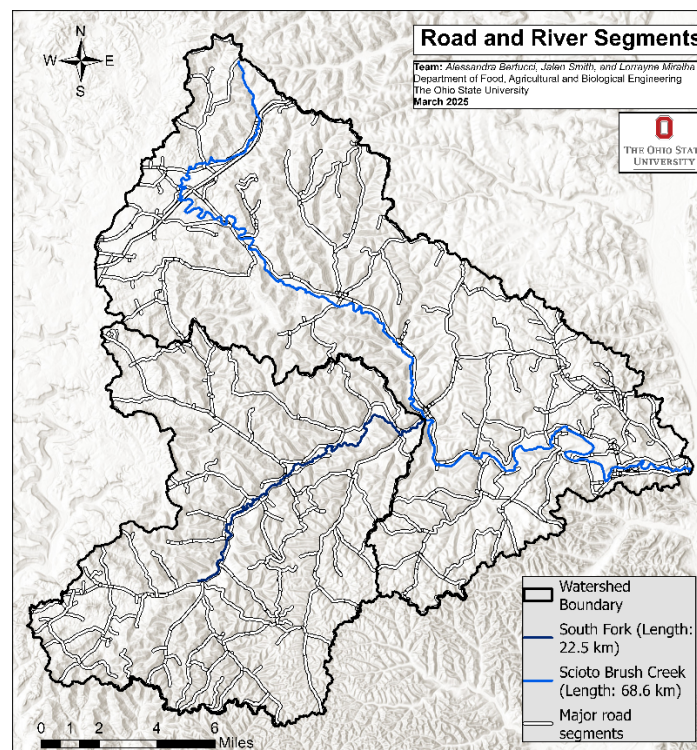 Road and River Segments
Team: Alessandra Bertucci, Jalen Smith, and Lorrayne Miralha
Department of Food, Agricultural and Biological Engineering
The Ohio State University
March 2025
N
W E
S
THE OHIO STATE
UNIVERSITY
Watershed
Boundary
South Fork (Length:
22.5 km)
Scioto Brush Creek
(Length: 68.6 km)
Major road
segments
0 1 2 4 6
Miles